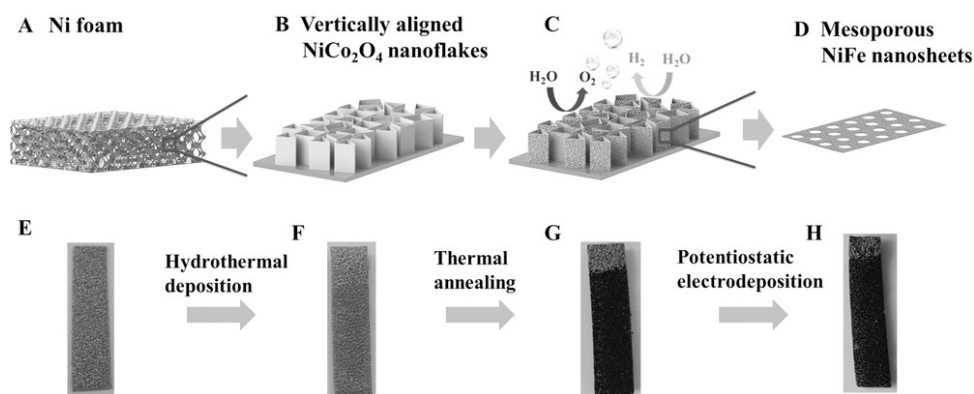 A Ni foam
B Vertically aligned
NiCo₂O₄ nanoflakes
C
H₂O O₂ H₂ H₂O
D Mesoporous
NiFe nanosheets
E
Hydrothermal
deposition
F
Thermal
annealing
G
Potentiostatic
electrodeposition
H